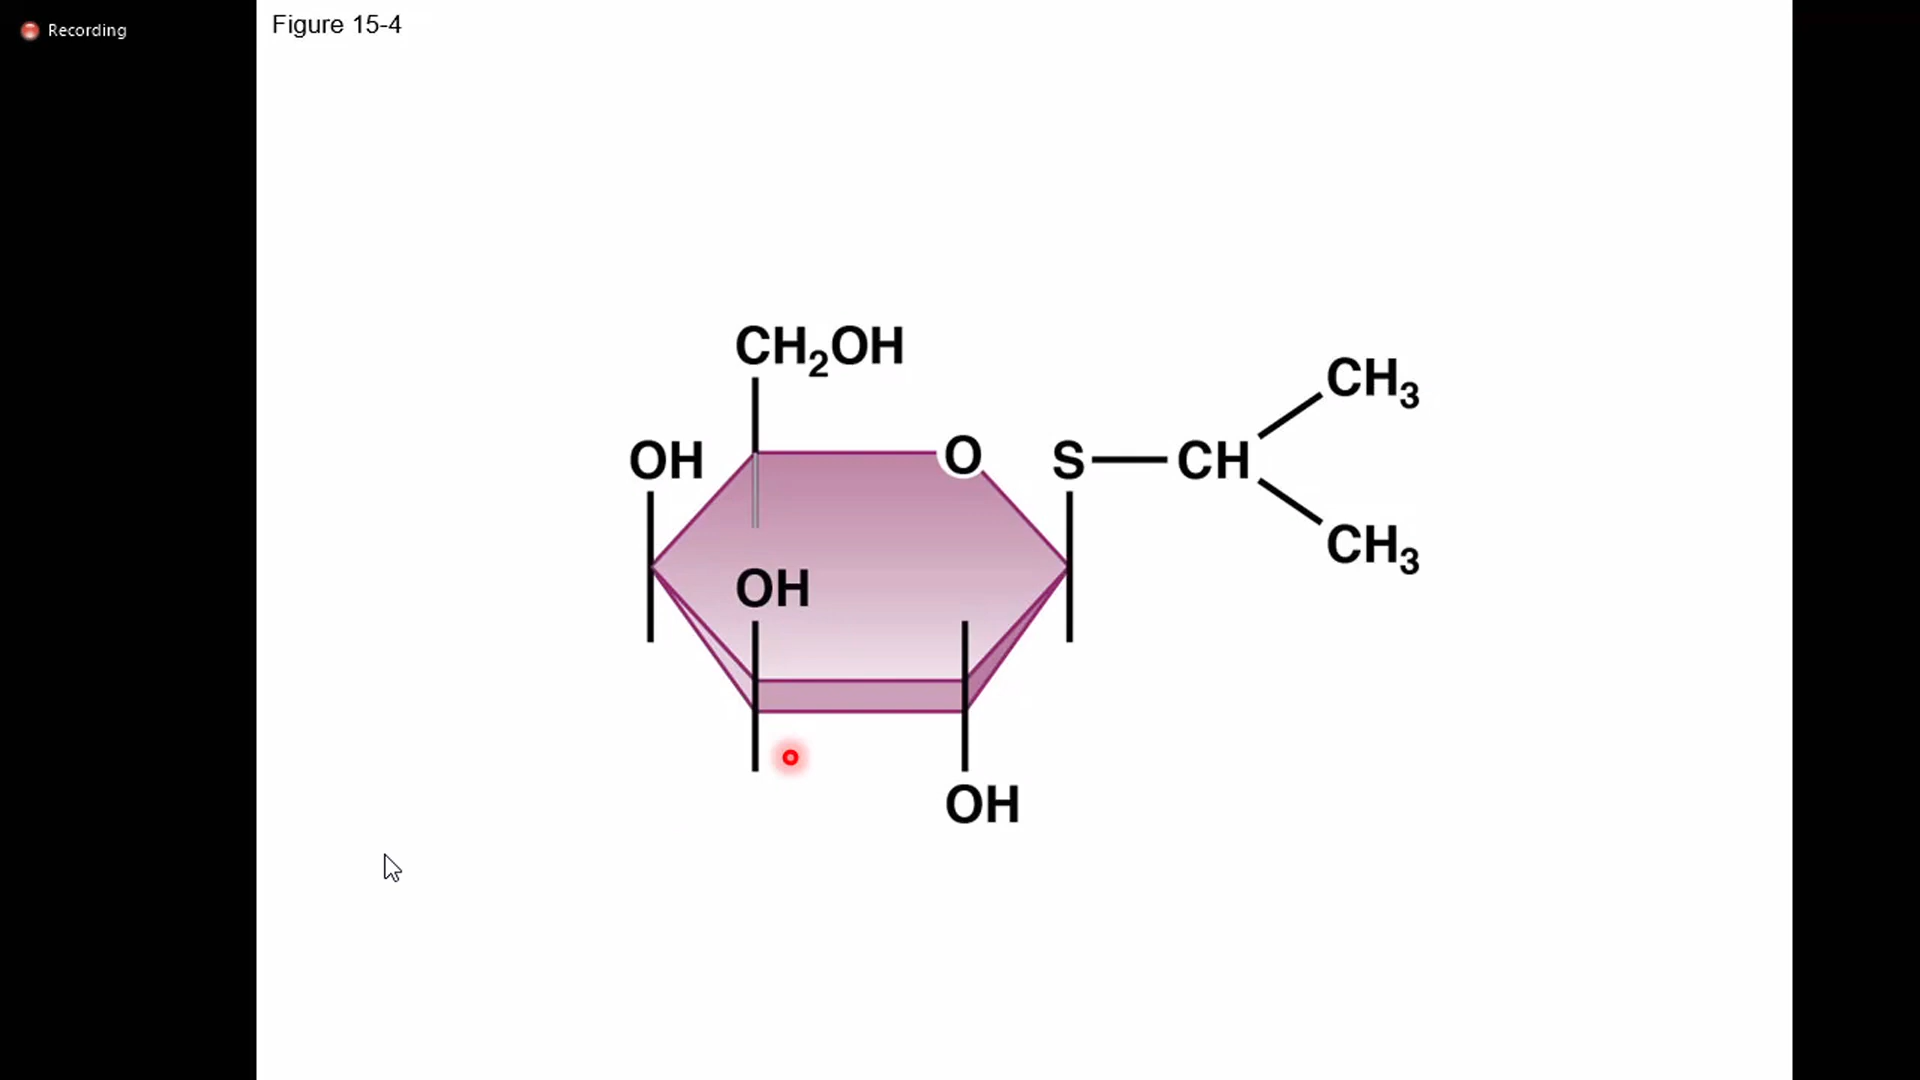 Recording
Figure 15-4
CH₂OH
CH₃
OH
O
S
CH
CH₃
OH
OH